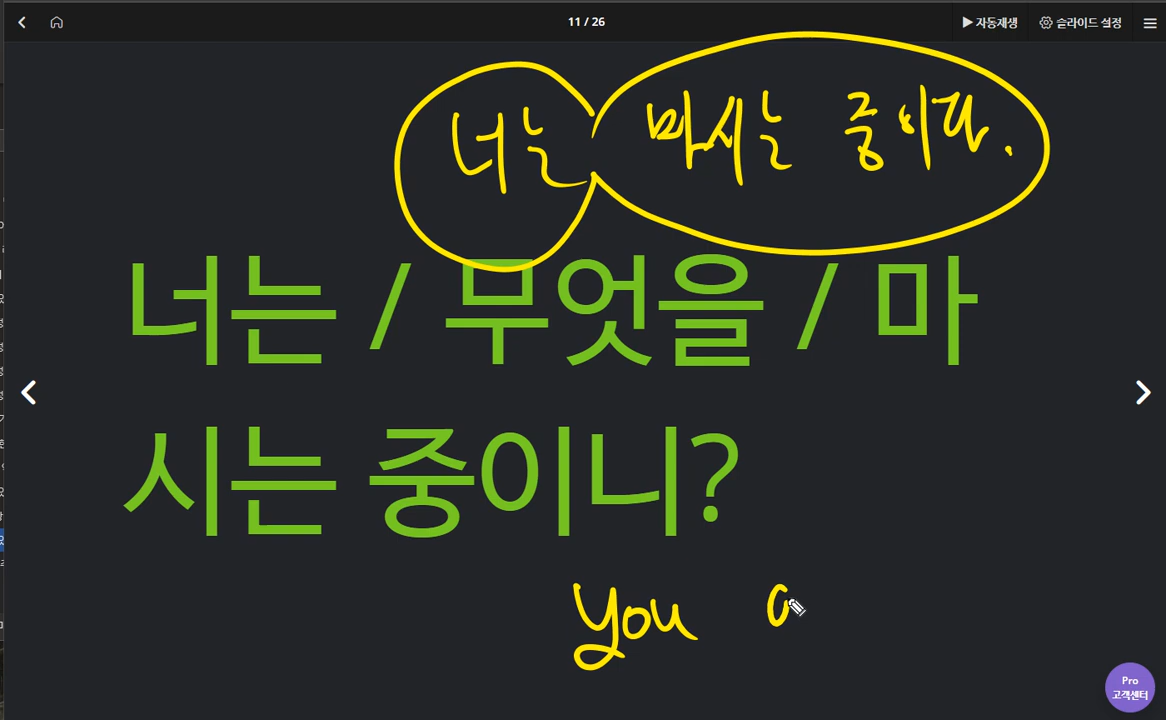 11 / 26
▶ 자동재생
슬라이드 설정
너는 마시는 중이다.
너는 / 무엇을 / 마
시는 중이니?
you a
Pro
고객센터